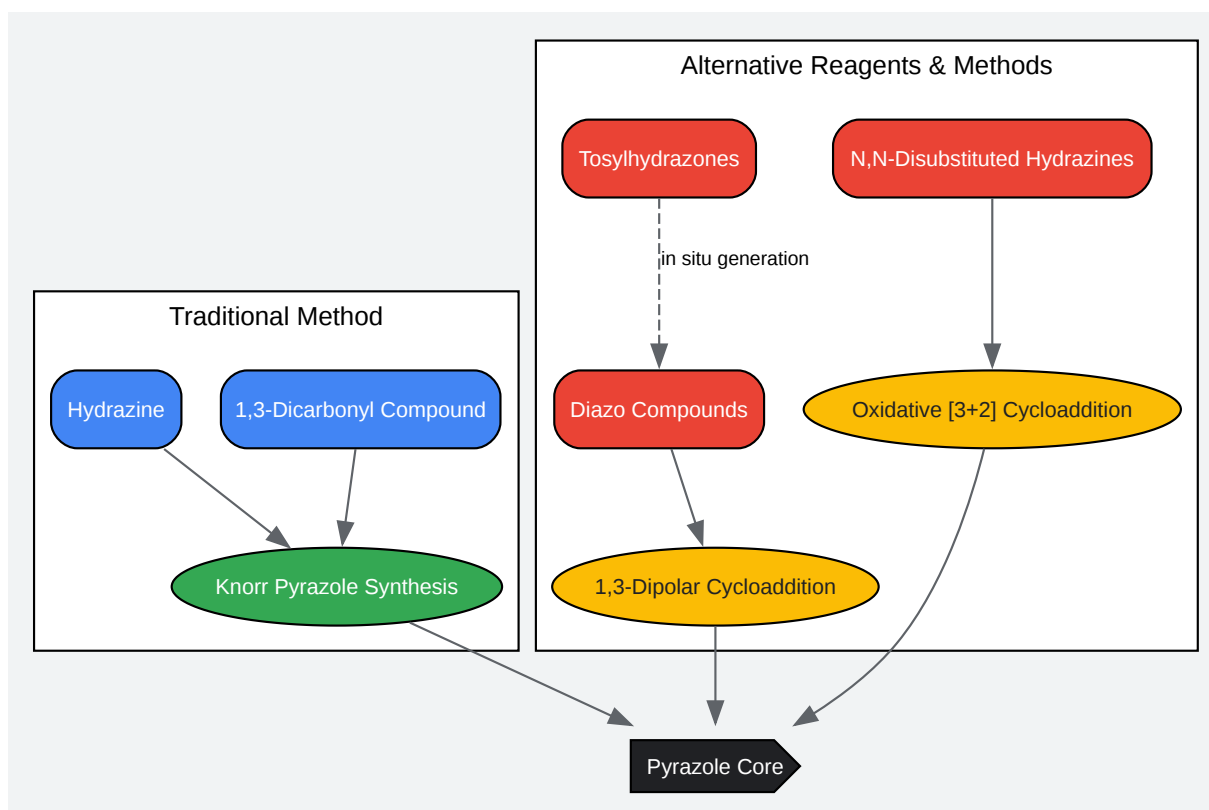 Alternative Reagents & Methods
Tosylhydrazones
N,N-Disubstituted Hydrazines
in situ generation
Traditional Method
Hydrazine
1,3-Dicarbonyl Compound
Diazo Compounds
Oxidative [3+2] Cycloaddition
Knorr Pyrazole Synthesis
1,3-Dipolar Cycloaddition
Pyrazole Core